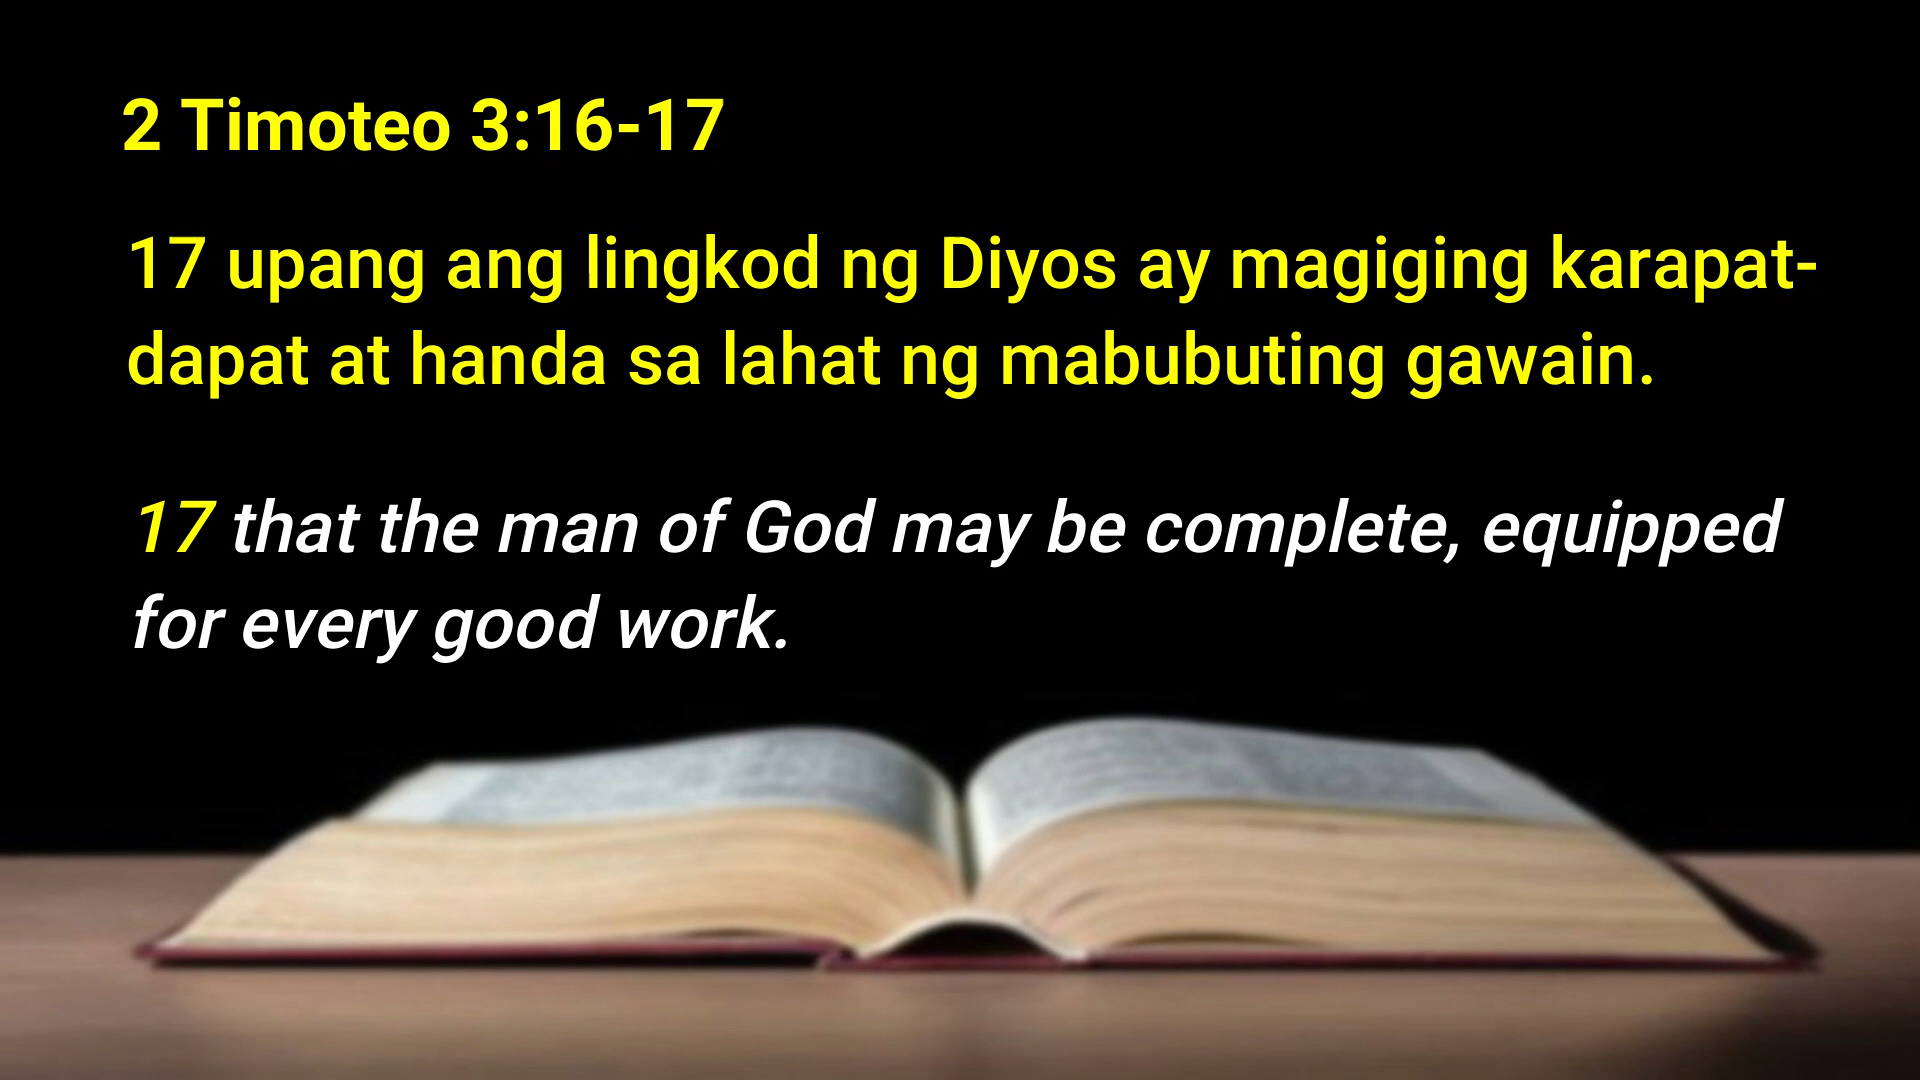 2 Timoteo 3:16-17
17 upang ang lingkod ng Diyos ay magiging karapat-
dapat at handa sa lahat ng mabubuting gawain.
17 that the man of God may be complete, equipped
for every good work.